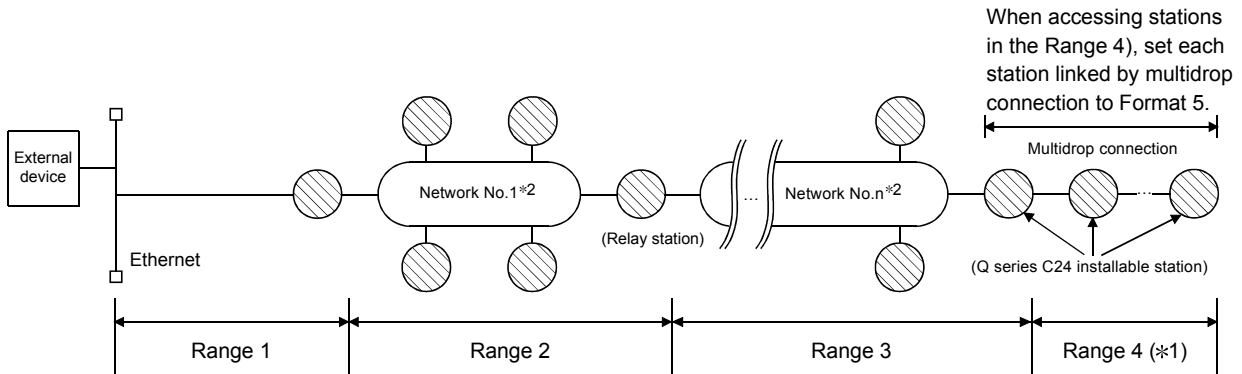 When accessing stations
in the Range 4), set each
station linked by multidrop
connection to Format 5.
Multidrop connection
External
device
Network No.1*2
... Network No.n*2
...
(Relay station)
Ethernet
(Q series C24 installable station)
Range 1
Range 2
Range 3
Range 4 (*1)